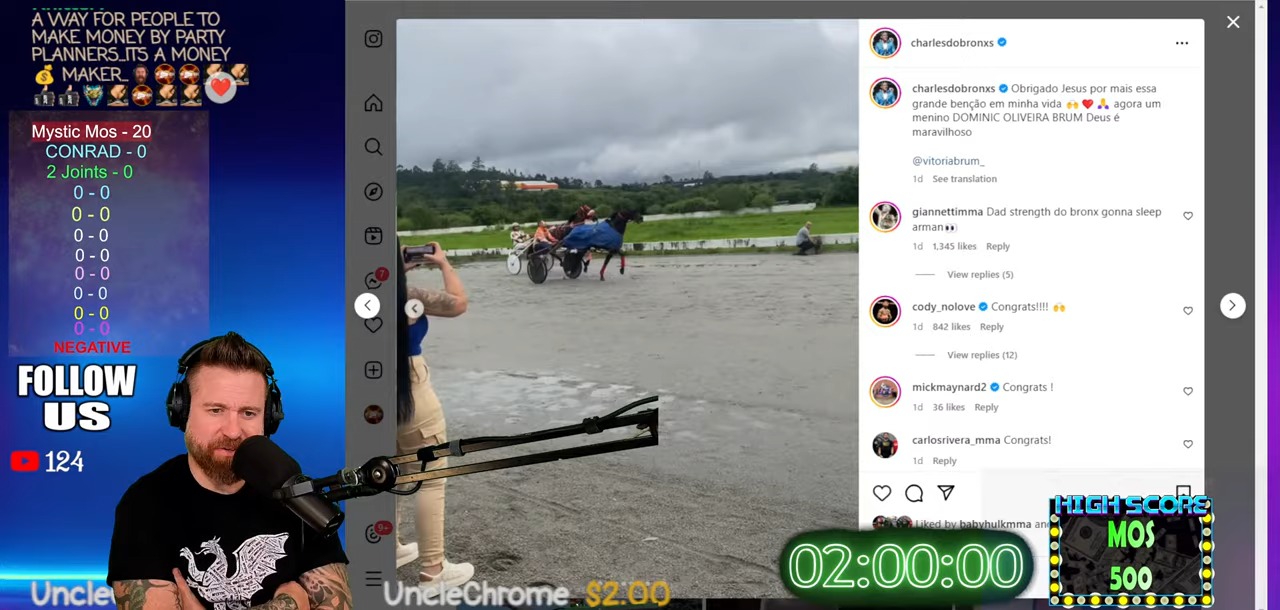 A WAY FOR PEOPLE TO
MAKE MONEY BY PARTY
PLANNERS..ITS A MONEY
💰 MAKER..
Mystic Mos - 20
CONRAD - 0
2 Joints - 0
0 - 0
0 - 0
0 - 0
0 - 0
0 - 0
0 - 0
0 - 0
0 - 0
NEGATIVE
FOLLOW
US
124
7
9+
charlesdobronxs
charlesdobronxs Obrigado Jesus por mais essa
grande benção em minha vida 🙌 ❤️ 🙏 agora um
menino DOMINIC OLIVEIRA BRUM Deus é
maravilhoso
@vitoriabrum_
1d See translation
giannettimma Dad strength do bronx gonna sleep
arman👀
1d 1,345 likes Reply
View replies (5)
cody_nolove Congrats!!!! 🙌
1d 842 likes Reply
View replies (12)
mickmaynard2 Congrats !
1d 36 likes Reply
carlosrivera_mma Congrats!
1d Reply
Liked by babyhulkmma
02:00:00
HIGH SCORE
MOS
500
UncleChrome $2.00